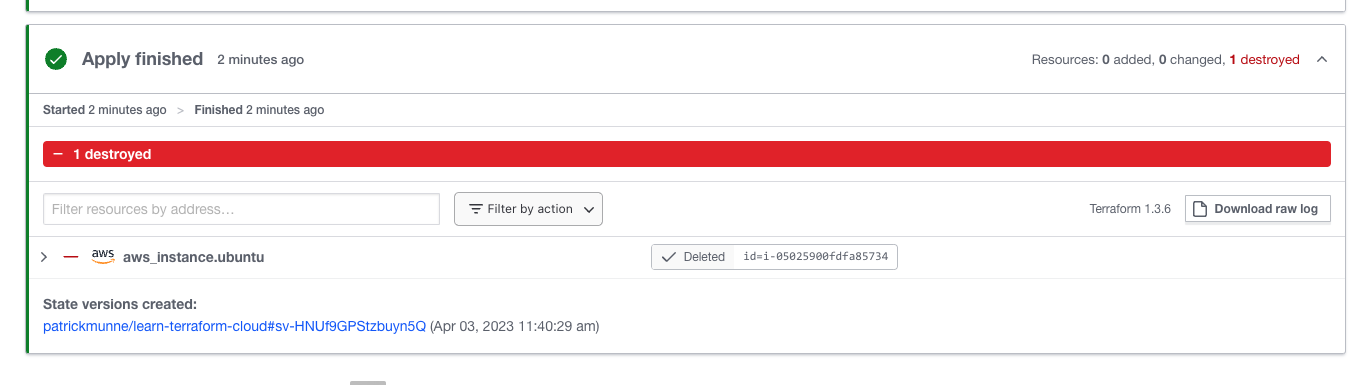 Apply finished 2 minutes ago Resources: 0 added, 0 changed, 1 destroyed
Started 2 minutes ago > Finished 2 minutes ago
1 destroyed
Filter resources by address… Filter by action Terraform 1.3.6 Download raw log
aws aws_instance.ubuntu Deleted id=i-05025900fdfa85734
State versions created:
patrickmunne/learn-terraform-cloud#sv-HNUf9GPStzbuyn5Q (Apr 03, 2023 11:40:29 am)